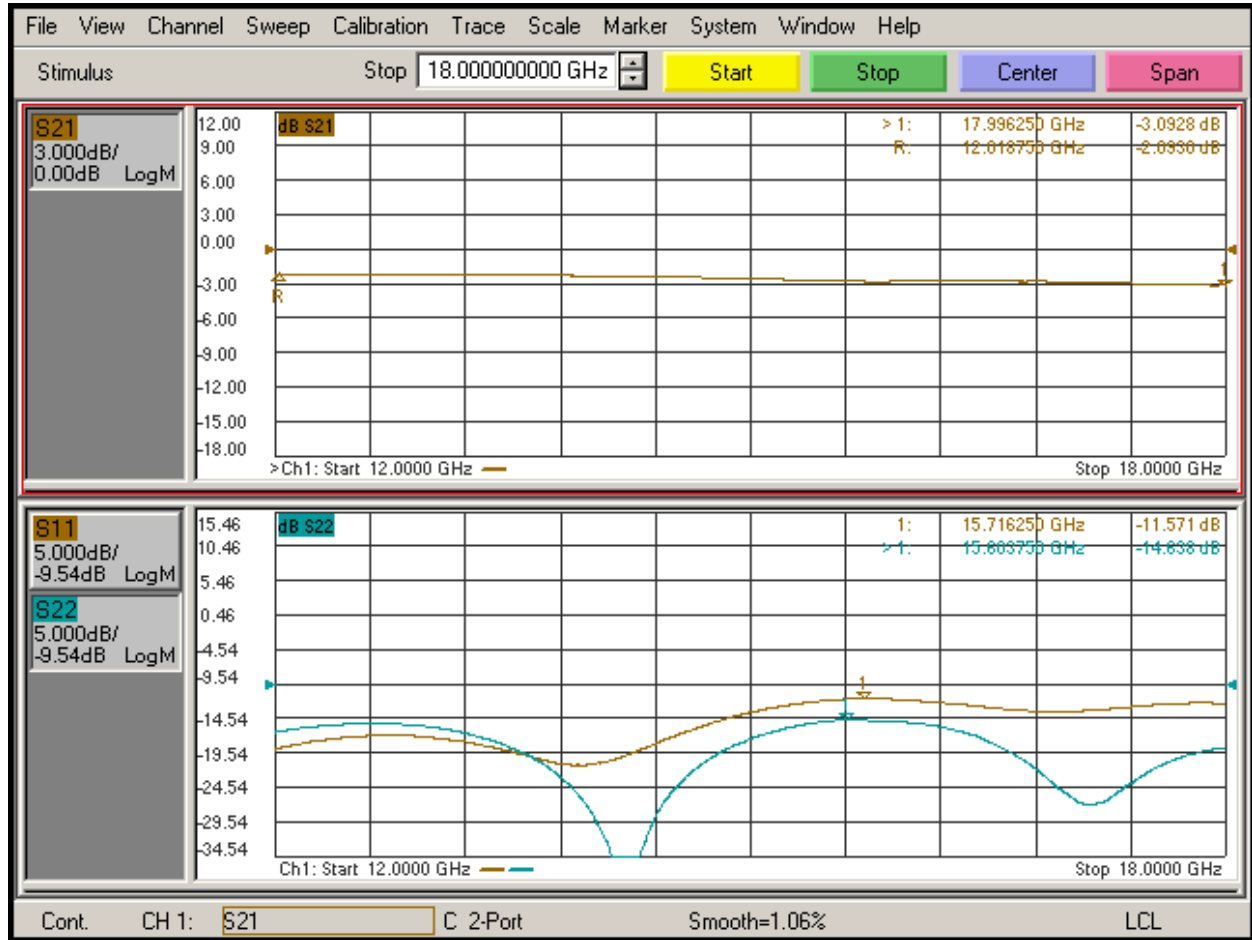 File View Channel Sweep Calibration Trace Scale Marker System Window Help
Stimulus Stop 18.000000000 GHz Start Stop Center Span
S21
3.000dB/
0.00dB LogM
12.00
9.00
6.00
3.00
0.00
-3.00
-6.00
-9.00
-12.00
-15.00
-18.00
dB S21
> 1: 17.996250 GHz -3.0928 dB
R: 12.018750 GHz
1
R
>Ch1: Start 12.0000 GHz
Stop 18.0000 GHz
S11
5.000dB/
-9.54dB LogM
S22
5.000dB/
-9.54dB LogM
15.46
10.46
5.46
0.46
-4.54
-9.54
-14.54
-19.54
-24.54
-29.54
-34.54
dB S22
1: 15.716250 GHz -11.571 dB
> 1: 15.603750 GHz -14.838 dB
1
Ch1: Start 12.0000 GHz
Stop 18.0000 GHz
Cont. CH 1: S21 C 2-Port Smooth=1.06% LCL